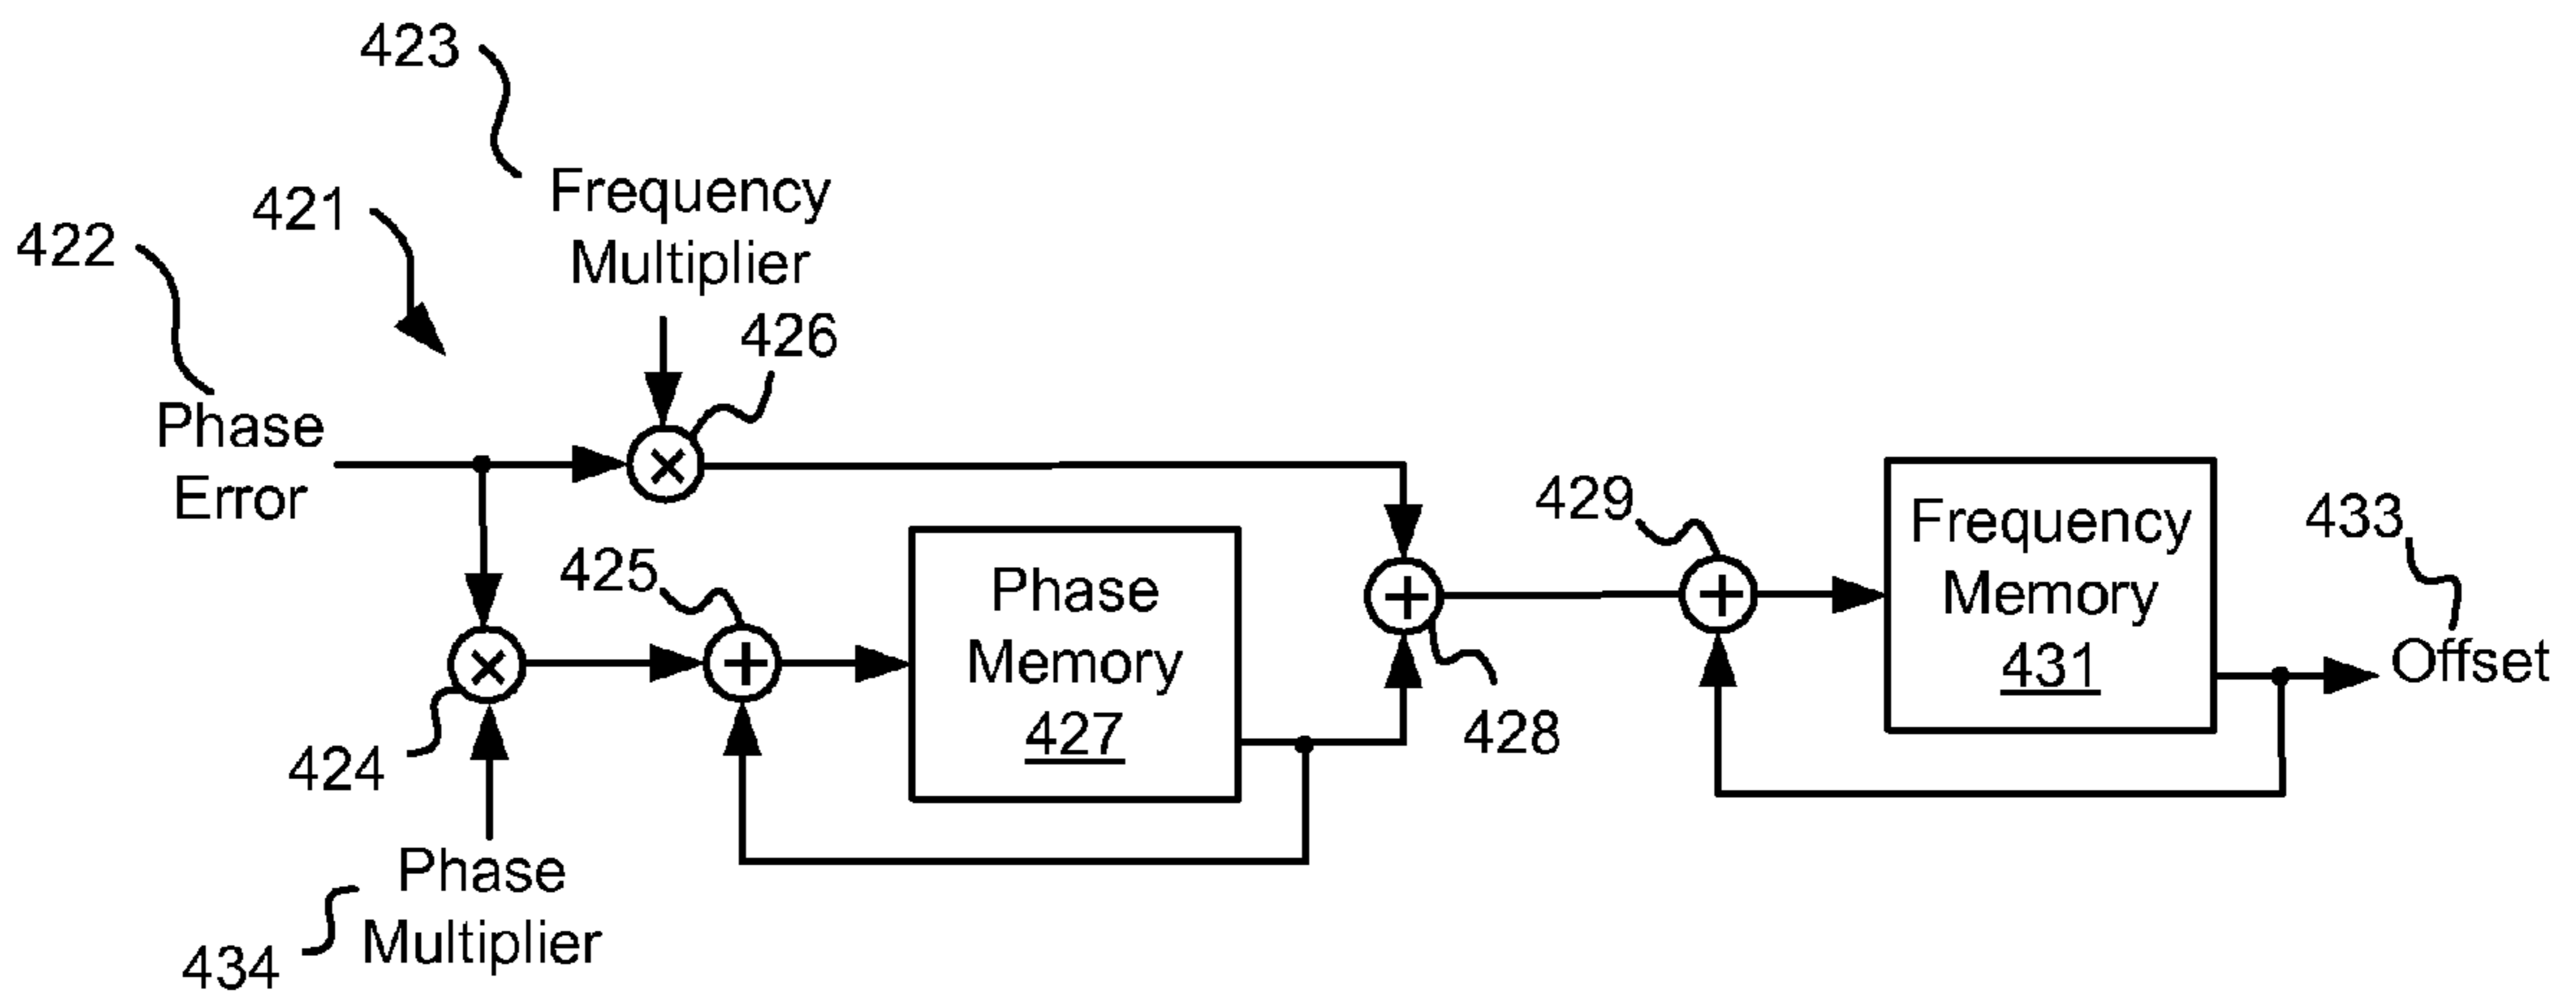 423
421
422
Frequency
Multiplier
426
Phase
Error
425
Phase
Memory
427
424
Phase
Multiplier
434
428
429
Frequency
Memory
431
433
Offset